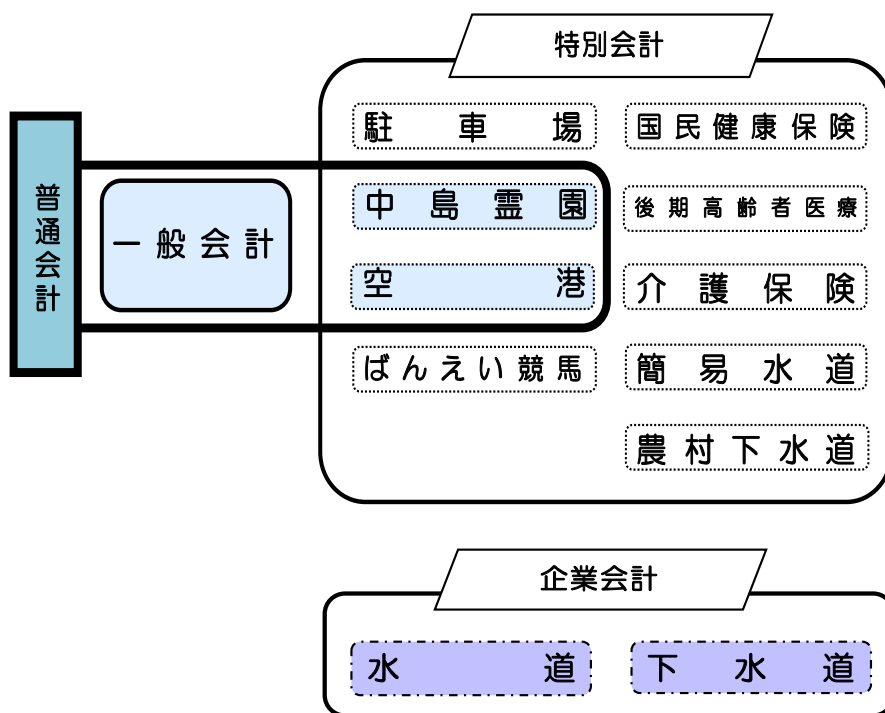 特別会計
駐車場
国民健康保険
普通会計
一般会計
中島霊園
後期高齢者医療
空港
介護保険
ばんえい競馬
簡易水道
農村下水道
企業会計
水道
下水道